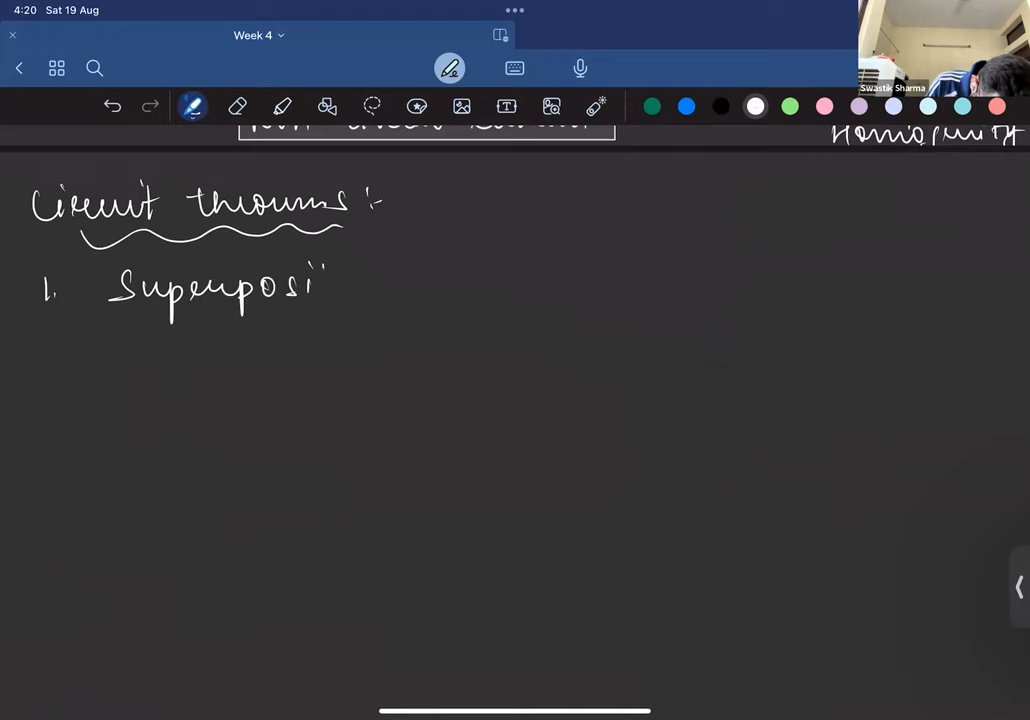 4:20 Sat 19 Aug
Week 4
Swastik Sharma
Circuit theorems :-
1. Superposi